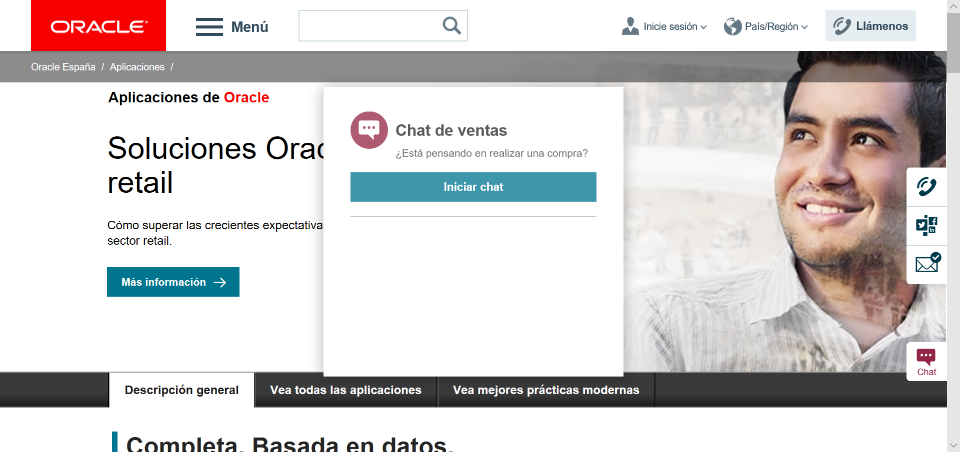 ORACLE
Menú
Inicie sesión
País/Región
Llámenos
Oracle España / Aplicaciones /
Aplicaciones de Oracle
Soluciones Orac
retail
Cómo superar las crecientes expectativa
sector retail.
Más información
Chat de ventas
¿Está pensando en realizar una compra?
Iniciar chat
Chat
Descripción general
Vea todas las aplicaciones
Vea mejores prácticas modernas
Completa. Basada en datos.